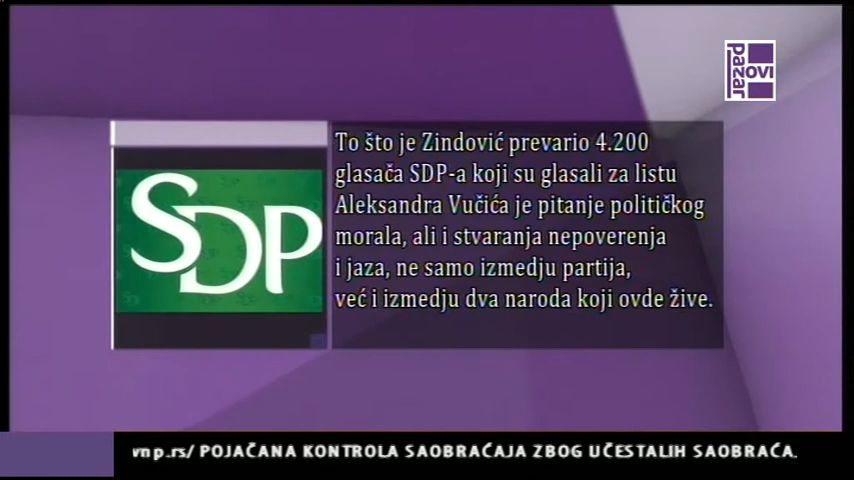 pazar
OVI
To što je Zindović prevario 4.200
glasača SDP-a koji su glasali za listu
Aleksandra Vučića je pitanje političkog
morala, ali i stvaranja nepoverenja
i jaza, ne samo izmedju partija,
već i izmedju dva naroda koji ovde žive.
SDP
vnp.rs/ POJAČANA KONTROLA SAOBRAĆAJA ZBOG UČESTALIH SAOBRAĆA.